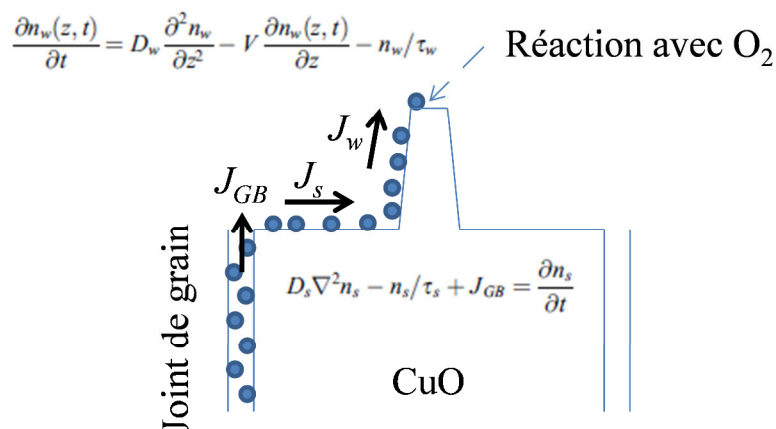 ∂n_w(z, t)/∂t = D_w ∂²n_w/∂z² − V ∂n_w(z, t)/∂z − n_w/τ_w
Réaction avec O₂
J_w
J_GB
J_s
Joint de grain
D_s∇²n_s − n_s/τ_s + J_GB = ∂n_s/∂t
CuO